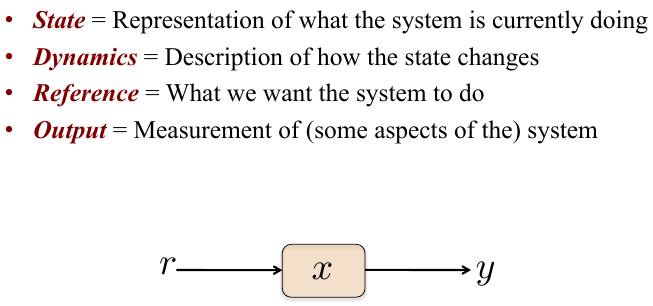 • State = Representation of what the system is currently doing
• Dynamics = Description of how the state changes
• Reference = What we want the system to do
• Output = Measurement of (some aspects of the) system
r x y